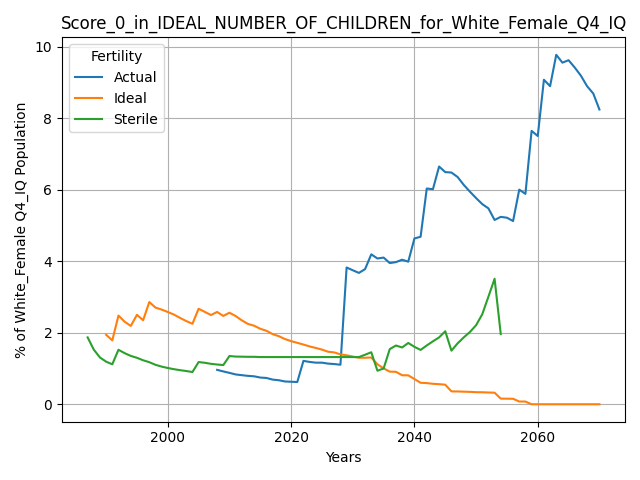 Score_0_in_IDEAL_NUMBER_OF_CHILDREN_for_White_Female_Q4_IQ
% of White_Female Q4_IQ Population
10
8
6
4
2
0
Fertility
Actual
Ideal
Sterile
2000
2020
2040
2060
Years